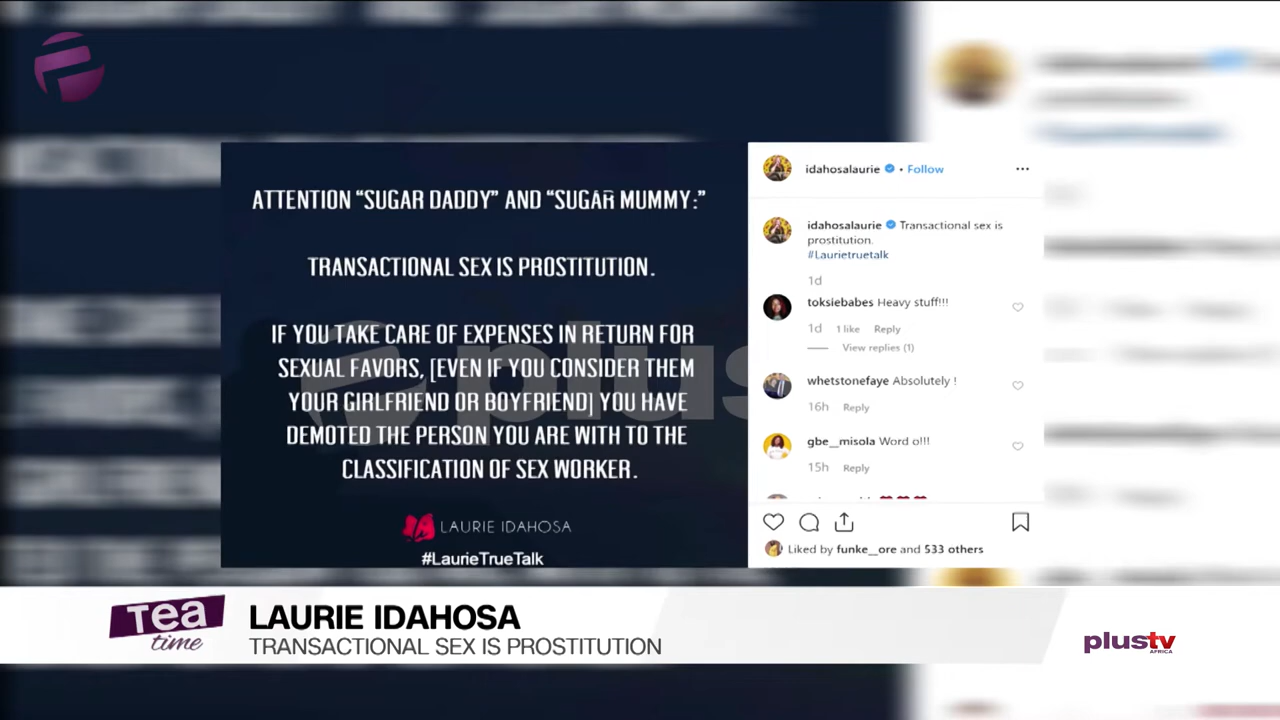 ATTENTION “SUGAR DADDY” AND “SUGAR MUMMY:”
TRANSACTIONAL SEX IS PROSTITUTION.
IF YOU TAKE CARE OF EXPENSES IN RETURN FOR
SEXUAL FAVORS, [EVEN IF YOU CONSIDER THEM
YOUR GIRLFRIEND OR BOYFRIEND] YOU HAVE
DEMOTED THE PERSON YOU ARE WITH TO THE
CLASSIFICATION OF SEX WORKER.
LAURIE IDAHOSA
#LaurieTrueTalk
plus
idahosalaurie • Follow
idahosalaurie Transactional sex is
prostitution.
#Laurietruetalk
1d
toksiebabes Heavy stuff!!!
1d 1 like Reply
View replies (1)
whetstonefaye Absolutely !
16h Reply
gbe__misola Word o!!!
15h Reply
Liked by funke__ore and 533 others
Tea
time
LAURIE IDAHOSA
TRANSACTIONAL SEX IS PROSTITUTION
plustv
AFRICA